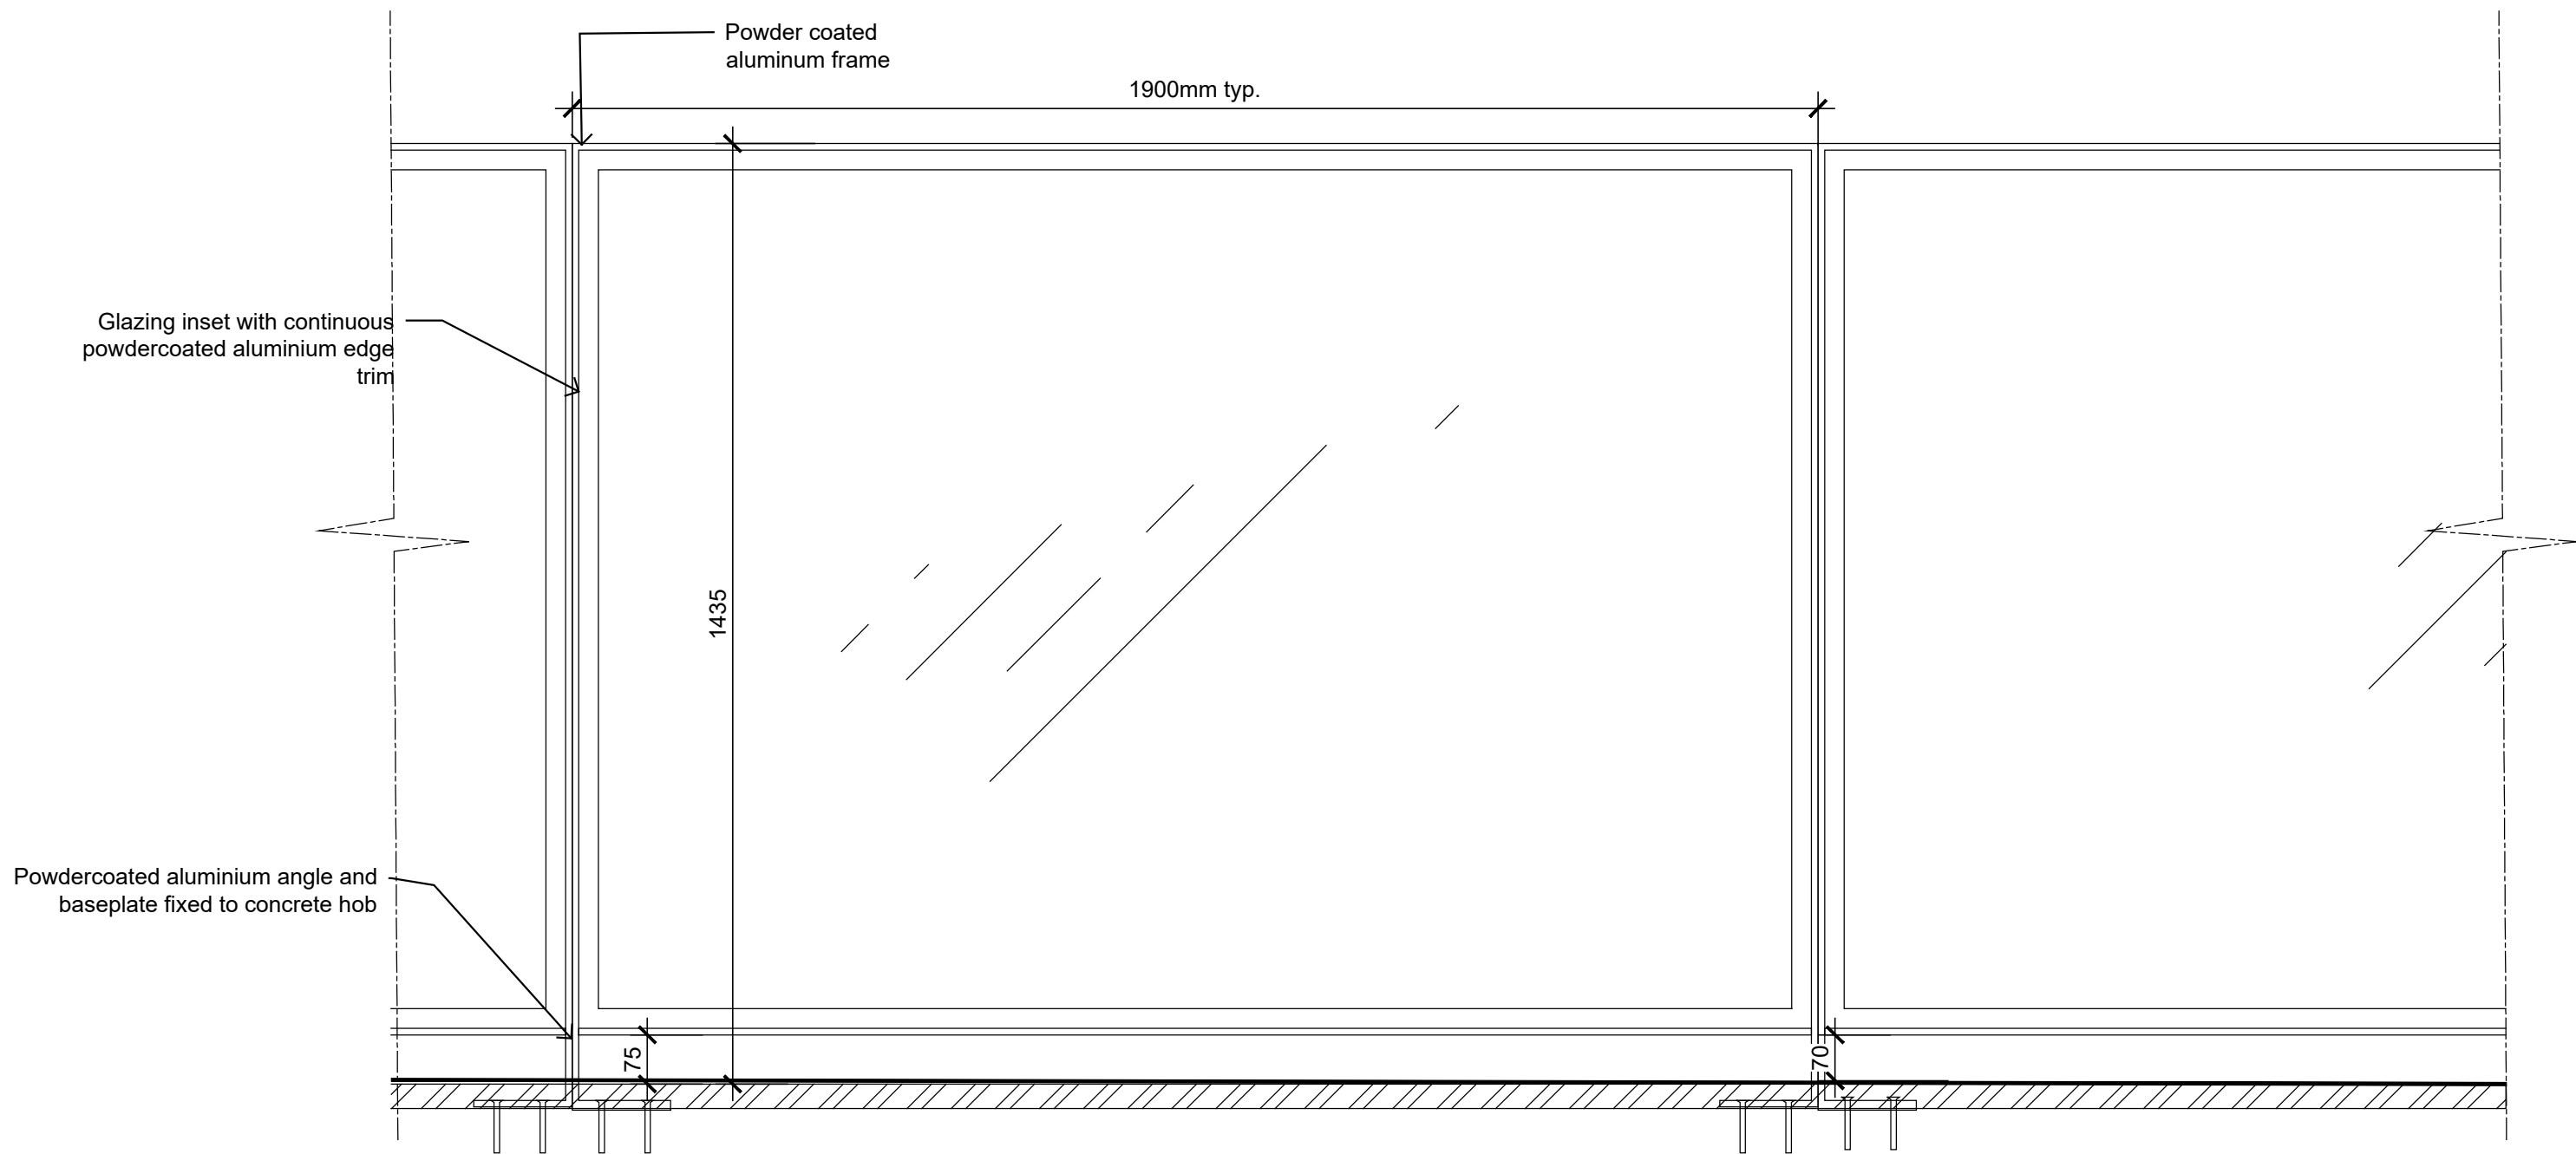 Powder coated
aluminum frame
1900mm typ.
Glazing inset with continuous
powdercoated aluminium edge
trim
1435
Powdercoated aluminium angle and
baseplate fixed to concrete hob
75
70